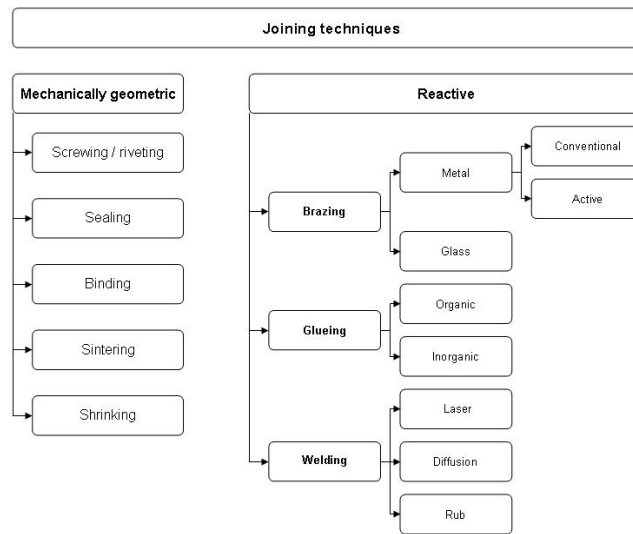 Joining techniques
Mechanically geometric
Screwing / riveting
Sealing
Binding
Sintering
Shrinking
Reactive
Brazing
Metal
Conventional
Active
Glass
Glueing
Organic
Inorganic
Welding
Laser
Diffusion
Rub